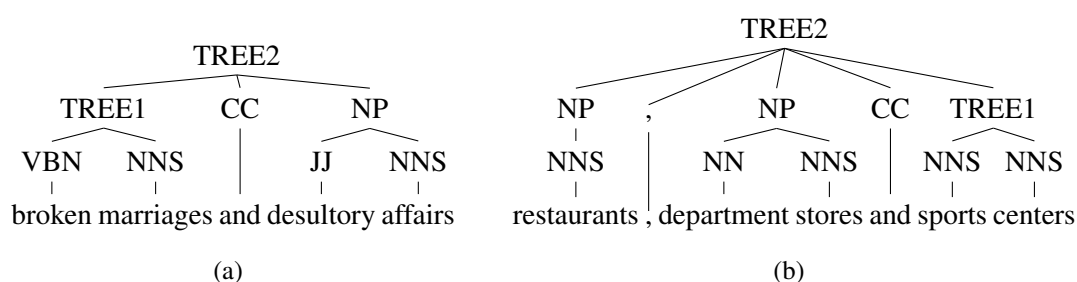 TREE2
TREE1 CC NP
VBN NNS JJ NNS
broken marriages and desultory affairs
(a)
TREE2
NP , NP CC TREE1
NNS NN NNS NNS NNS
restaurants , department stores and sports centers
(b)